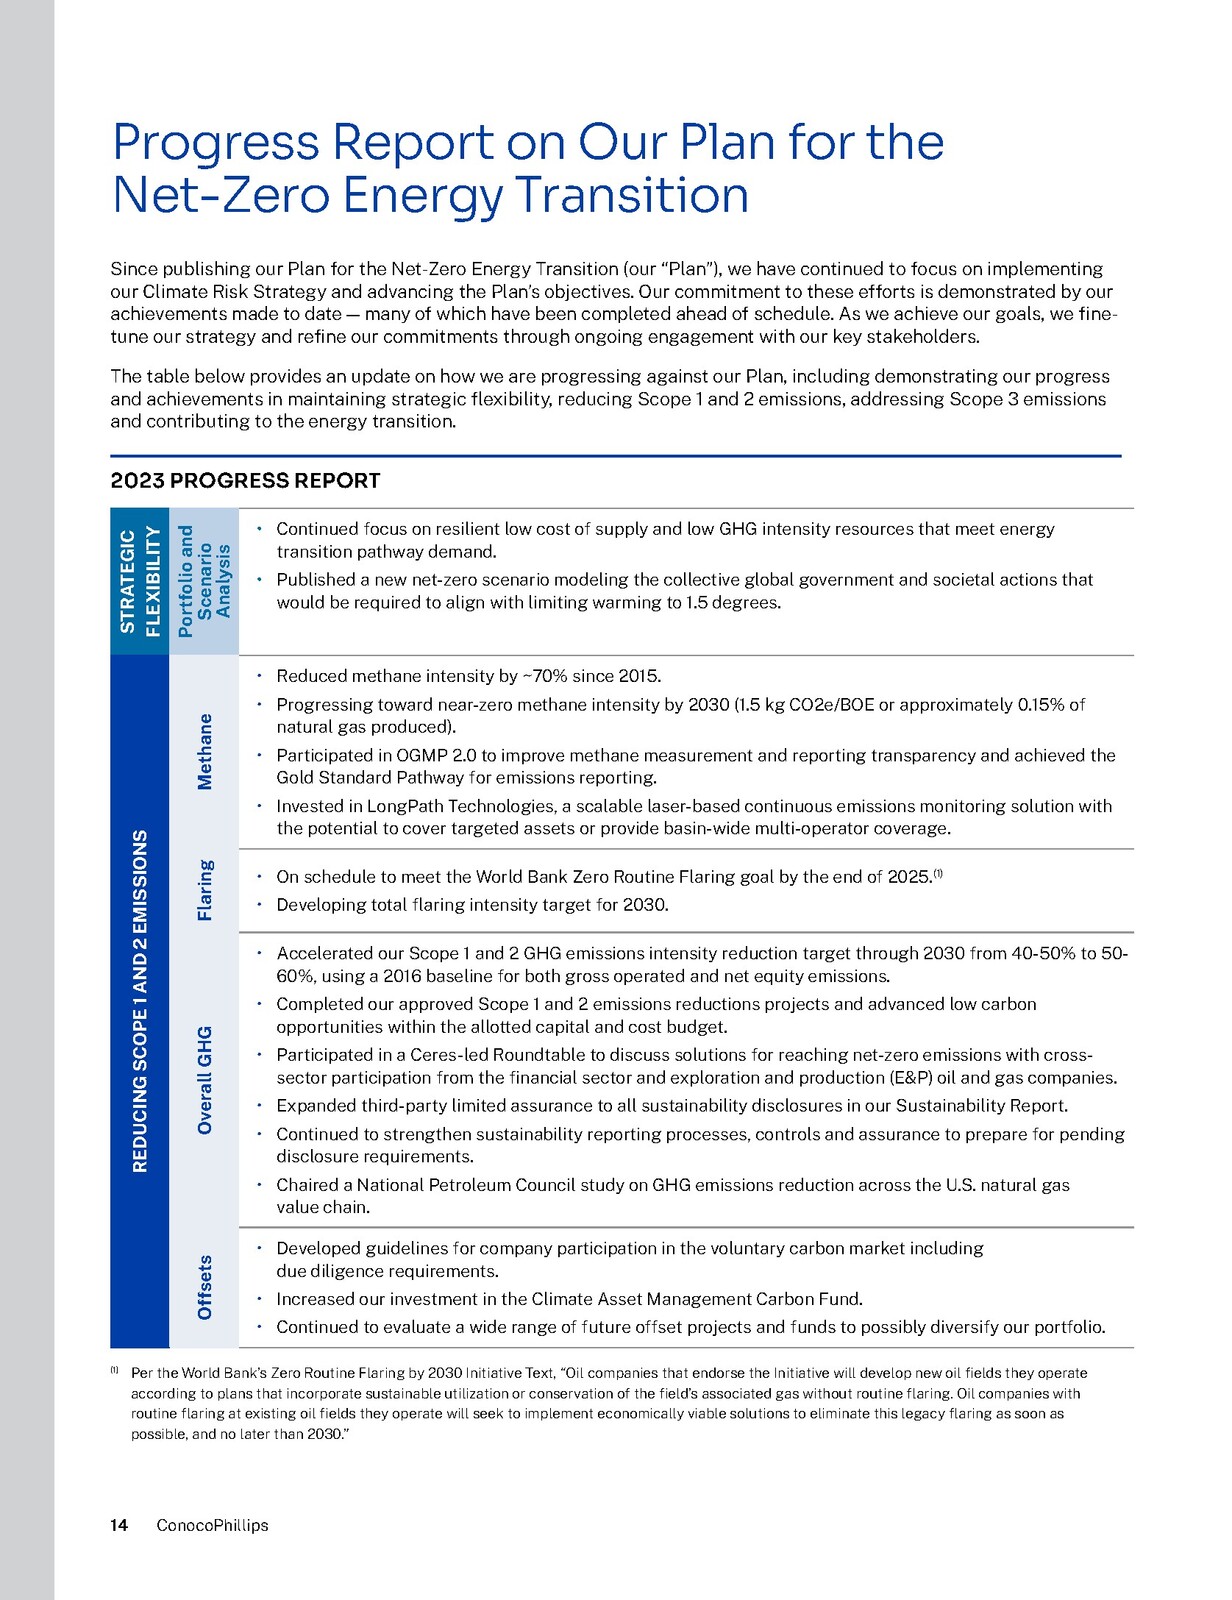 Progress Report on Our Plan for the
Net-Zero Energy Transition
Since publishing our Plan for the Net-Zero Energy Transition (our “Plan”), we have continued to focus on implementing
our Climate Risk Strategy and advancing the Plan’s objectives. Our commitment to these efforts is demonstrated by our
achievements made to date — many of which have been completed ahead of schedule. As we achieve our goals, we fine-
tune our strategy and refine our commitments through ongoing engagement with our key stakeholders.
The table below provides an update on how we are progressing against our Plan, including demonstrating our progress
and achievements in maintaining strategic flexibility, reducing Scope 1 and 2 emissions, addressing Scope 3 emissions
and contributing to the energy transition.
2023 PROGRESS REPORT
STRATEGIC
FLEXIBILITY
Portfolio and
Scenario
Analysis
• Continued focus on resilient low cost of supply and low GHG intensity resources that meet energy
transition pathway demand.
• Published a new net-zero scenario modeling the collective global government and societal actions that
would be required to align with limiting warming to 1.5 degrees.
REDUCING SCOPE 1 AND 2 EMISSIONS
Methane
• Reduced methane intensity by ~70% since 2015.
• Progressing toward near-zero methane intensity by 2030 (1.5 kg CO2e/BOE or approximately 0.15% of
natural gas produced).
• Participated in OGMP 2.0 to improve methane measurement and reporting transparency and achieved the
Gold Standard Pathway for emissions reporting.
• Invested in LongPath Technologies, a scalable laser-based continuous emissions monitoring solution with
the potential to cover targeted assets or provide basin-wide multi-operator coverage.
Flaring
• On schedule to meet the World Bank Zero Routine Flaring goal by the end of 2025.(1)
• Developing total flaring intensity target for 2030.
Overall GHG
• Accelerated our Scope 1 and 2 GHG emissions intensity reduction target through 2030 from 40-50% to 50-
60%, using a 2016 baseline for both gross operated and net equity emissions.
• Completed our approved Scope 1 and 2 emissions reductions projects and advanced low carbon
opportunities within the allotted capital and cost budget.
• Participated in a Ceres-led Roundtable to discuss solutions for reaching net-zero emissions with cross-
sector participation from the financial sector and exploration and production (E&P) oil and gas companies.
• Expanded third-party limited assurance to all sustainability disclosures in our Sustainability Report.
• Continued to strengthen sustainability reporting processes, controls and assurance to prepare for pending
disclosure requirements.
• Chaired a National Petroleum Council study on GHG emissions reduction across the U.S. natural gas
value chain.
Offsets
• Developed guidelines for company participation in the voluntary carbon market including
due diligence requirements.
• Increased our investment in the Climate Asset Management Carbon Fund.
• Continued to evaluate a wide range of future offset projects and funds to possibly diversify our portfolio.
(1) Per the World Bank’s Zero Routine Flaring by 2030 Initiative Text, “Oil companies that endorse the Initiative will develop new oil fields they operate
according to plans that incorporate sustainable utilization or conservation of the field’s associated gas without routine flaring. Oil companies with
routine flaring at existing oil fields they operate will seek to implement economically viable solutions to eliminate this legacy flaring as soon as
possible, and no later than 2030.”
14 ConocoPhillips